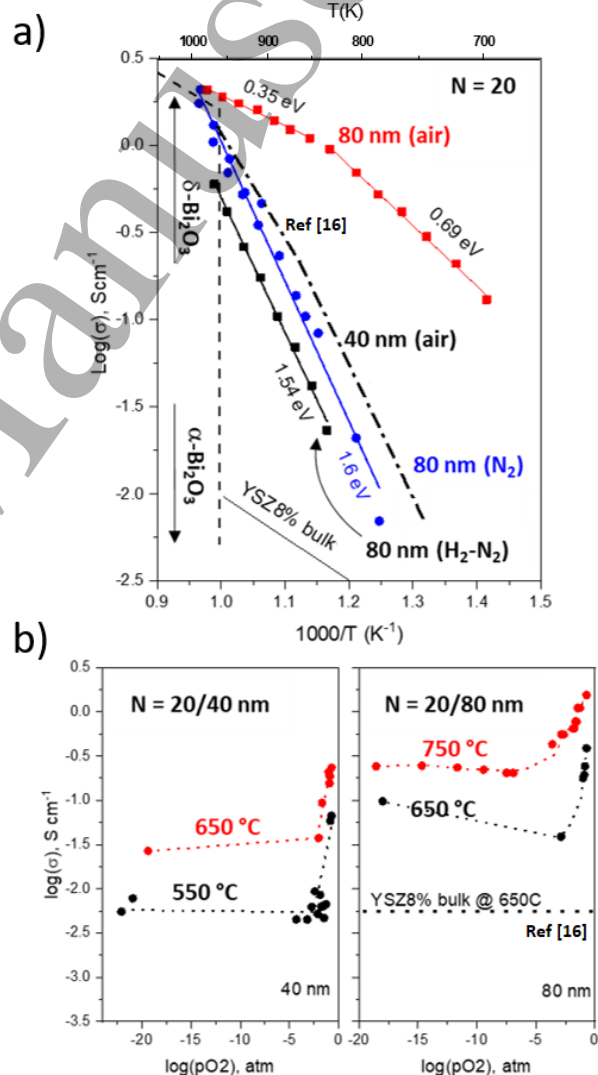 a)
T(K)
1000 900 800 700
0.5
0.0
-0.5
-1.0
-1.5
-2.0
-2.5
Log(σ), Scm⁻¹
N = 20
0.35 eV
80 nm (air)
0.69 eV
δ-Bi₂O₃
Ref [16]
40 nm (air)
1.54 eV
1.6 eV
80 nm (N₂)
α-Bi₂O₃
YSZ8% bulk
80 nm (H₂-N₂)
0.9 1.0 1.1 1.2 1.3 1.4 1.5
1000/T (K⁻¹)
b)
0.5
0.0
-0.5
-1.0
-1.5
-2.0
-2.5
-3.0
-3.5
log(σ), S cm⁻¹
N = 20/40 nm
650 °C
550 °C
40 nm
-20 -15 -10 -5 0
log(pO2), atm
N = 20/80 nm
750 °C
650 °C
YSZ8% bulk @ 650C
Ref [16]
80 nm
-20 -15 -10 -5 0
log(pO2), atm